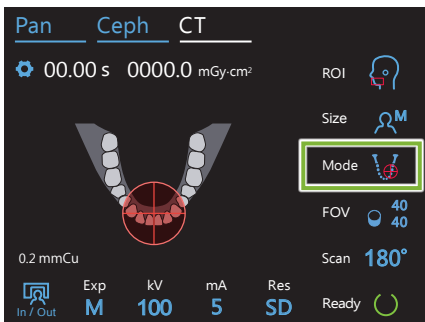 Pan Ceph CT
00.00 s 0000.0 mGy·cm²
ROI
Size M
Mode
FOV 40 40
0.2 mmCu
Scan 180°
Exp kV mA Res
In / Out M 100 5 SD
Ready